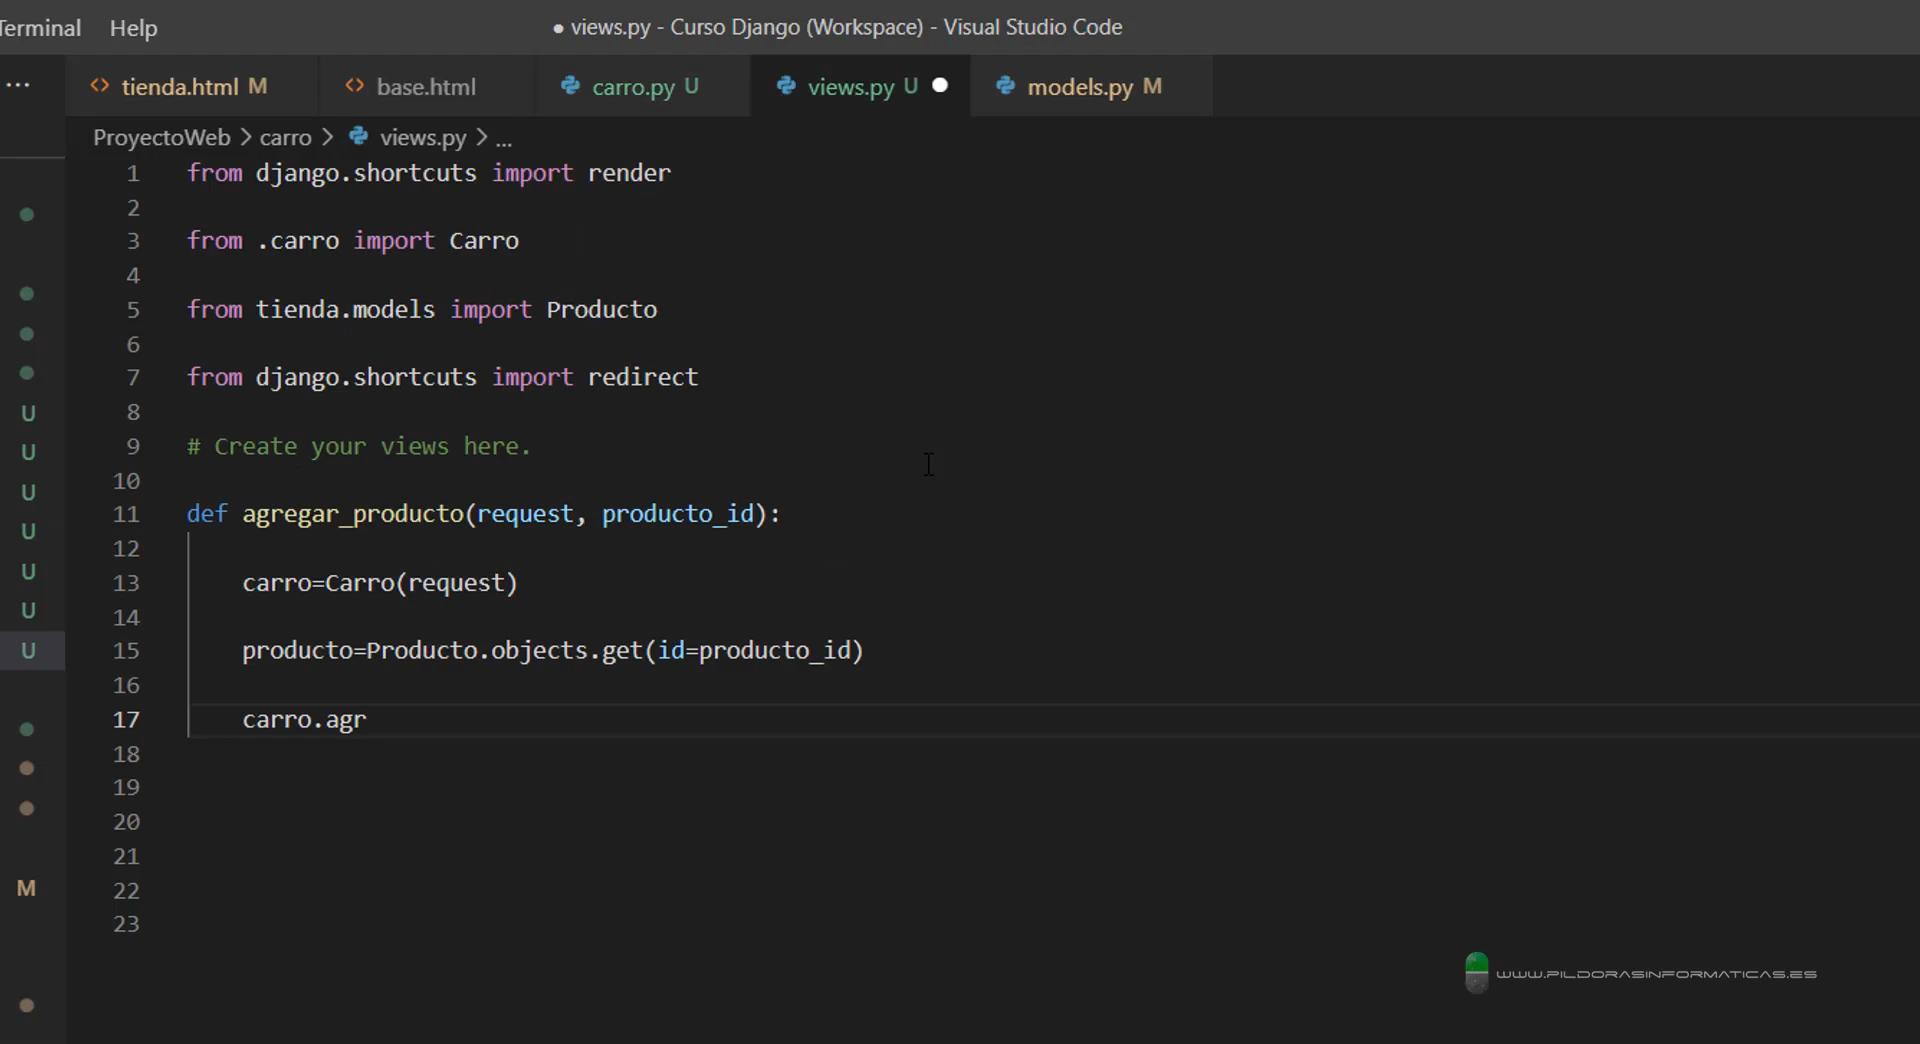 Terminal Help ● views.py - Curso Django (Workspace) - Visual Studio Code
... <> tienda.html M <> base.html carro.py U views.py U ● models.py M
ProyectoWeb > carro > views.py > ...
1 from django.shortcuts import render
2
3 from .carro import Carro
4
5 from tienda.models import Producto
6
7 from django.shortcuts import redirect
8
9 # Create your views here.
10
11 def agregar_producto(request, producto_id):
12
13 carro=Carro(request)
14
15 producto=Producto.objects.get(id=producto_id)
16
17 carro.agr
18
19
20
21
22
23
U
U
U
U
U
U
U
M
WWW.PILDORASINFORMATICAS.ES